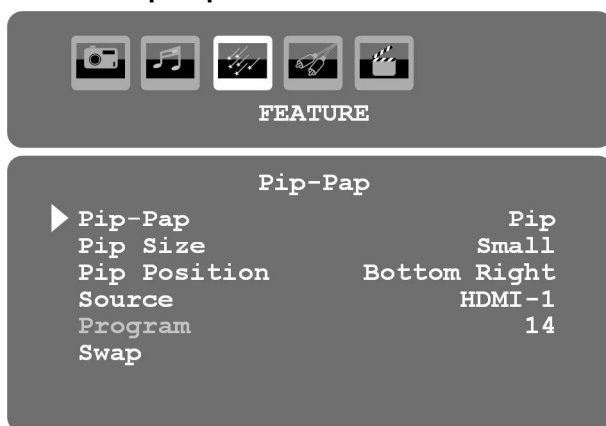 FEATURE
Pip-Pap
Pip-Pap Pip
Pip Size Small
Pip Position Bottom Right
Source HDMI-1
Program 14
Swap